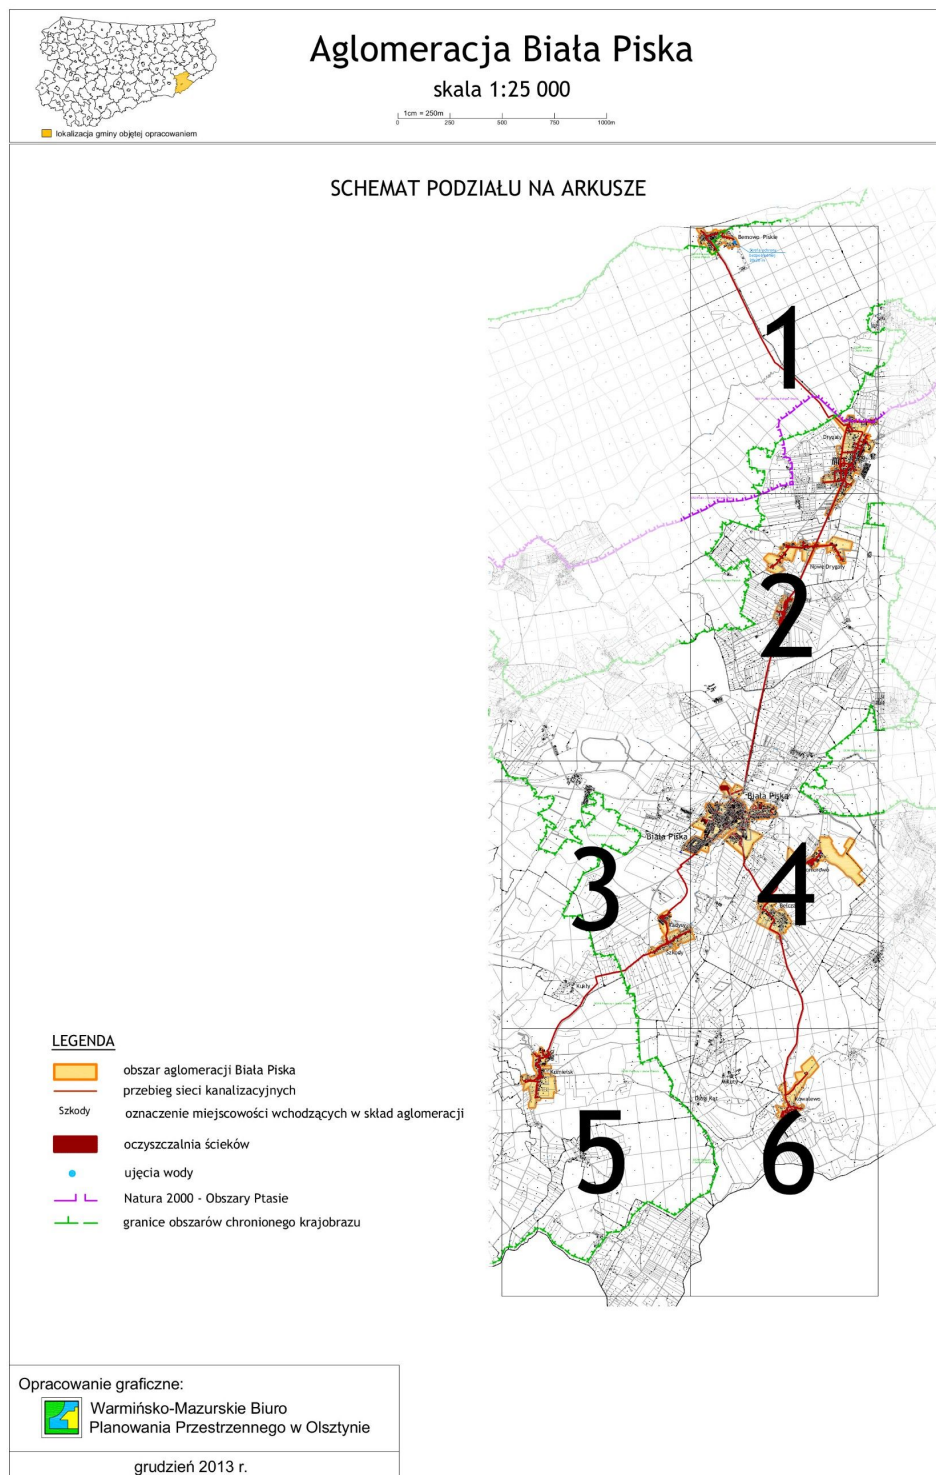 Aglomeracja Biała Piska
skala 1:25 000
1cm = 250m
0 250 500 750 1000m
lokalizacja gminy objętej opracowaniem
SCHEMAT PODZIAŁU NA ARKUSZE
Bemowo Piskie
1
Drygały
Nowe Drygały
2
Biała Piska
Biała Piska
3
4
Szkody
Kukły
LEGENDA
obszar aglomeracji Biała Piska
przebieg sieci kanalizacyjnych
Szkody oznaczenie miejscowości wchodzących w skład aglomeracji
oczyszczalnia ścieków
ujęcia wody
Natura 2000 - Obszary Ptasie
granice obszarów chronionego krajobrazu
Kumielsk
Kowalewo
5
6
Opracowanie graficzne:
Warmińsko-Mazurskie Biuro
Planowania Przestrzennego w Olsztynie
grudzień 2013 r.